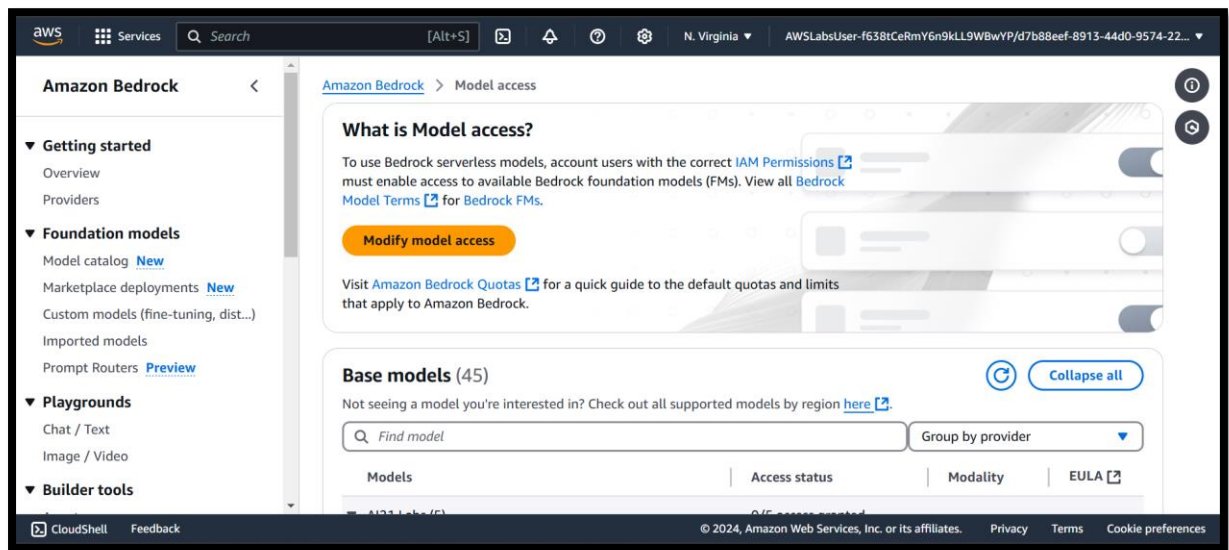 aws
Services
Search
[Alt+S]
N. Virginia
AWSLabsUser-f638tCeRmY6n9kLL9WBwYP/d7b88eef-8913-44d0-9574-22...
Amazon Bedrock
Getting started
Overview
Providers
Foundation models
Model catalog New
Marketplace deployments New
Custom models (fine-tuning, dist...)
Imported models
Prompt Routers Preview
Playgrounds
Chat / Text
Image / Video
Builder tools
Amazon Bedrock > Model access
What is Model access?
To use Bedrock serverless models, account users with the correct IAM Permissions
must enable access to available Bedrock foundation models (FMs). View all Bedrock
Model Terms for Bedrock FMs.
Modify model access
Visit Amazon Bedrock Quotas for a quick guide to the default quotas and limits
that apply to Amazon Bedrock.
Base models (45)
Collapse all
Not seeing a model you're interested in? Check out all supported models by region here.
Find model
Group by provider
Models
Access status
Modality
EULA
AI21 Labs (5)
0/5 access granted
CloudShell
Feedback
© 2024, Amazon Web Services, Inc. or its affiliates.
Privacy
Terms
Cookie preferences